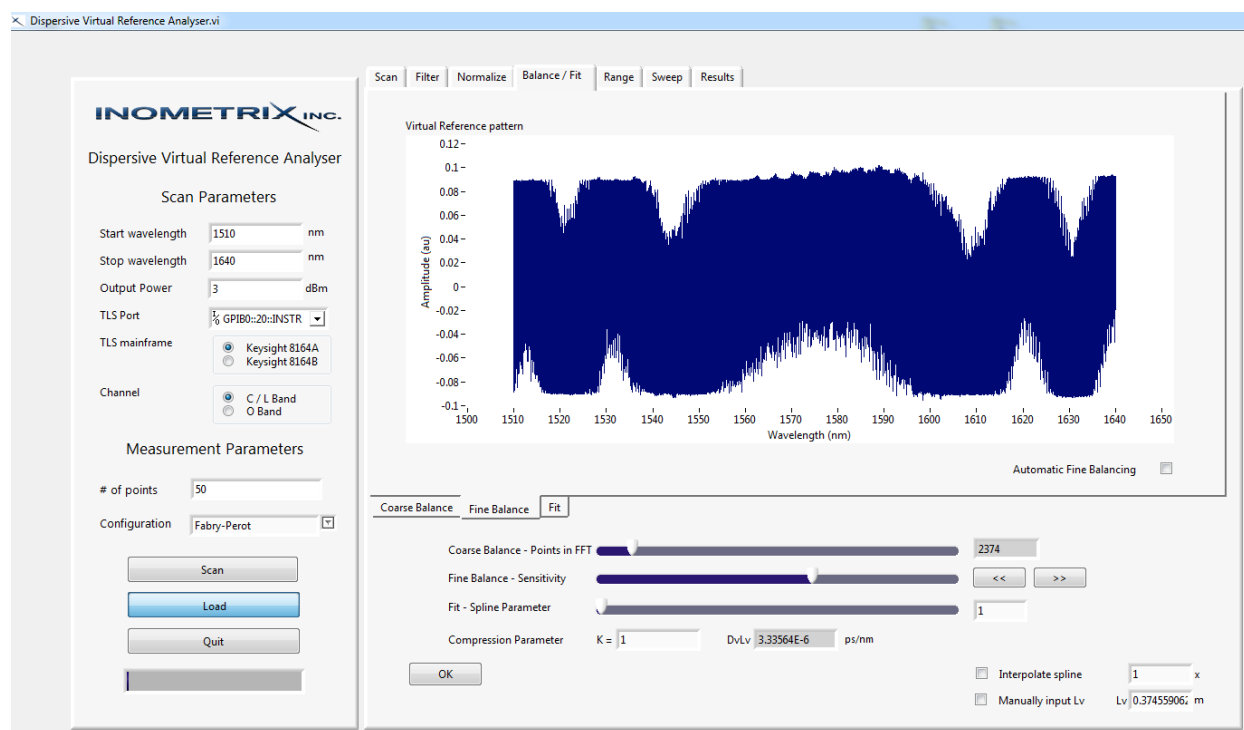 Dispersive Virtual Reference Analyser.vi
INOMETRIX INC.
Dispersive Virtual Reference Analyser
Scan Parameters
Start wavelength 1510 nm
Stop wavelength 1640 nm
Output Power 3 dBm
TLS Port GPIB0::20::INSTR
TLS mainframe Keysight 8164A
Keysight 8164B
Channel C / L Band
O Band
Measurement Parameters
# of points 50
Configuration Fabry-Perot
Scan
Load
Quit
Scan Filter Normalize Balance / Fit Range Sweep Results
Virtual Reference pattern
Amplitude (au)
0.12
0.1
0.08
0.06
0.04
0.02
0
-0.02
-0.04
-0.06
-0.08
-0.1
1500 1510 1520 1530 1540 1550 1560 1570 1580 1590 1600 1610 1620 1630 1640 1650
Wavelength (nm)
Automatic Fine Balancing
Coarse Balance Fine Balance Fit
Coarse Balance - Points in FFT 2374
Fine Balance - Sensitivity << >>
Fit - Spline Parameter 1
Compression Parameter K = 1 DvLv 3.33564E-6 ps/nm
OK
Interpolate spline 1 x
Manually input Lv Lv 0.37455906 m